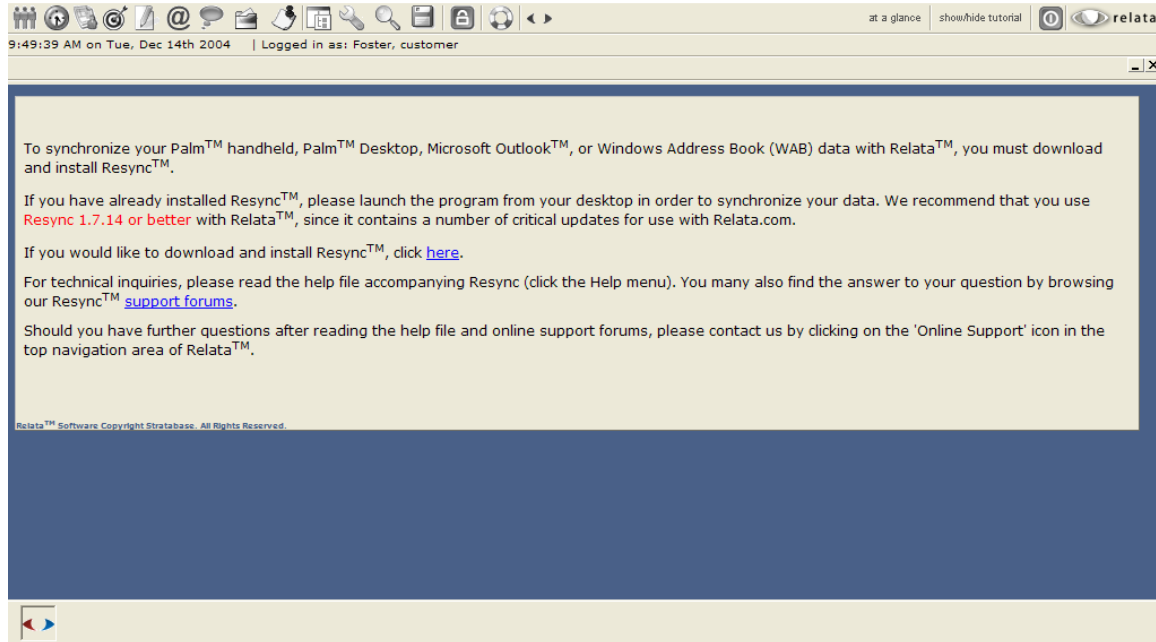 at a glance show/hide tutorial relata
9:49:39 AM on Tue, Dec 14th 2004 | Logged in as: Foster, customer
To synchronize your Palm™ handheld, Palm™ Desktop, Microsoft Outlook™, or Windows Address Book (WAB) data with Relata™, you must download
and install Resync™.
If you have already installed Resync™, please launch the program from your desktop in order to synchronize your data. We recommend that you use
Resync 1.7.14 or better with Relata™, since it contains a number of critical updates for use with Relata.com.
If you would like to download and install Resync™, click here.
For technical inquiries, please read the help file accompanying Resync (click the Help menu). You many also find the answer to your question by browsing
our Resync™ support forums.
Should you have further questions after reading the help file and online support forums, please contact us by clicking on the 'Online Support' icon in the
top navigation area of Relata™.
Relata™ Software Copyright Stratabase. All Rights Reserved.